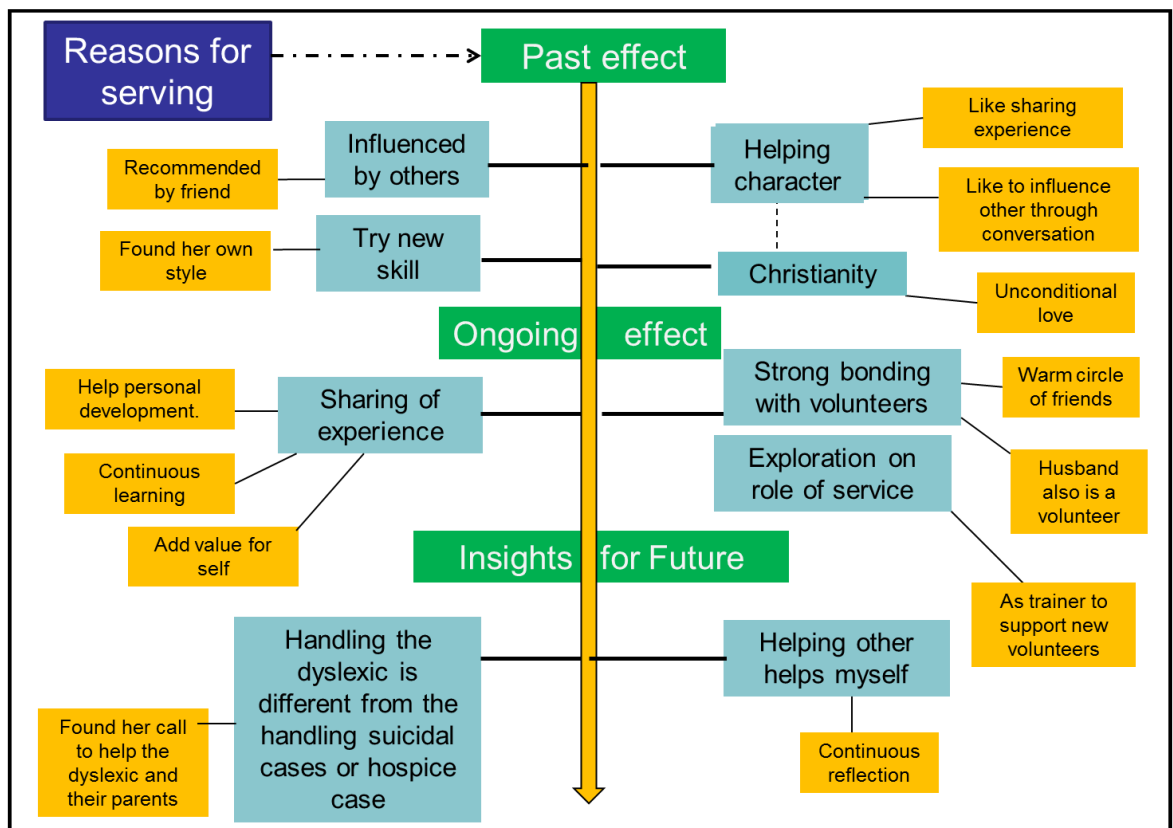 Reasons for
serving
Past effect
Like sharing
experience
Influenced
by others
Helping
character
Recommended
by friend
Like to influence
other through
conversation
Try new
skill
Found her own
style
Christianity
Unconditional
love
Ongoing effect
Help personal
development.
Sharing of
experience
Strong bonding
with volunteers
Warm circle
of friends
Continuous
learning
Exploration on
role of service
Husband
also is a
volunteer
Add value for
self
Insights for Future
As trainer to
support new
volunteers
Handling the
dyslexic is
different from the
handling suicidal
cases or hospice
case
Helping other
helps myself
Found her call
to help the
dyslexic and
their parents
Continuous
reflection